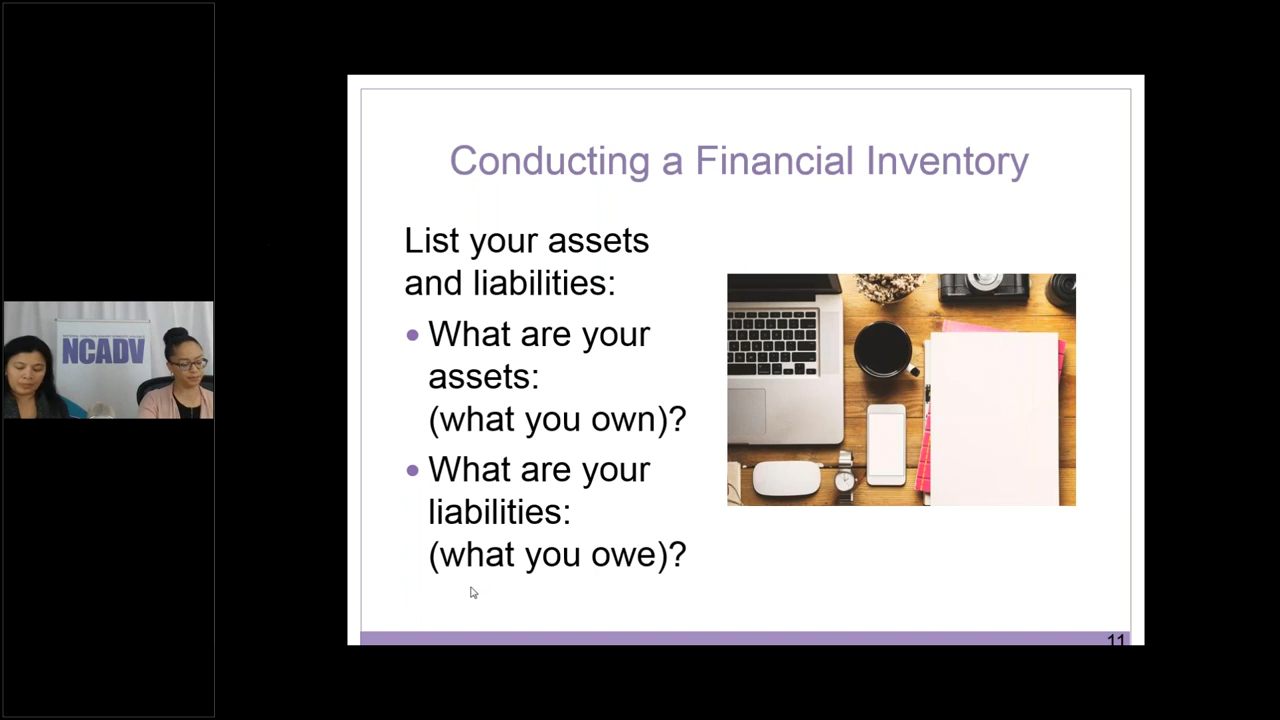 Conducting a Financial Inventory
List your assets
and liabilities:
• What are your
assets:
(what you own)?
• What are your
liabilities:
(what you owe)?
NCADV
11